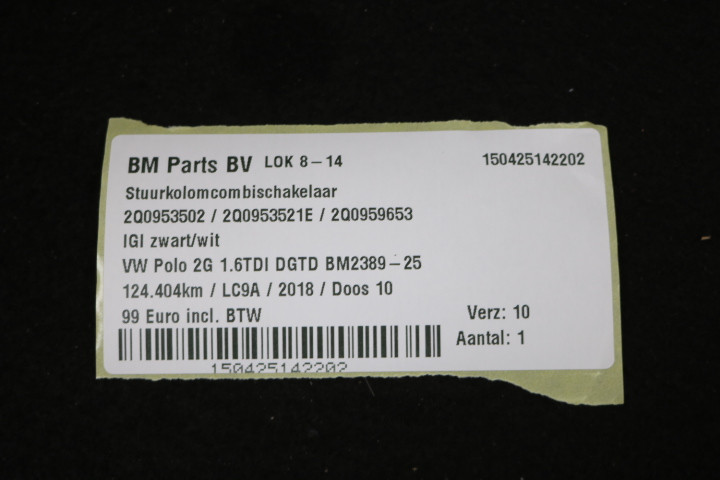 BM Parts BV LOK 8-14 150425142202
Stuurkolomcombischakelaar
2Q0953502 / 2Q0953521E / 2Q0959653
IGI zwart/wit
VW Polo 2G 1.6TDI DGTD BM2389-25
124.404km / LC9A / 2018 / Doos 10
99 Euro incl. BTW Verz: 10
Aantal: 1
150425142202